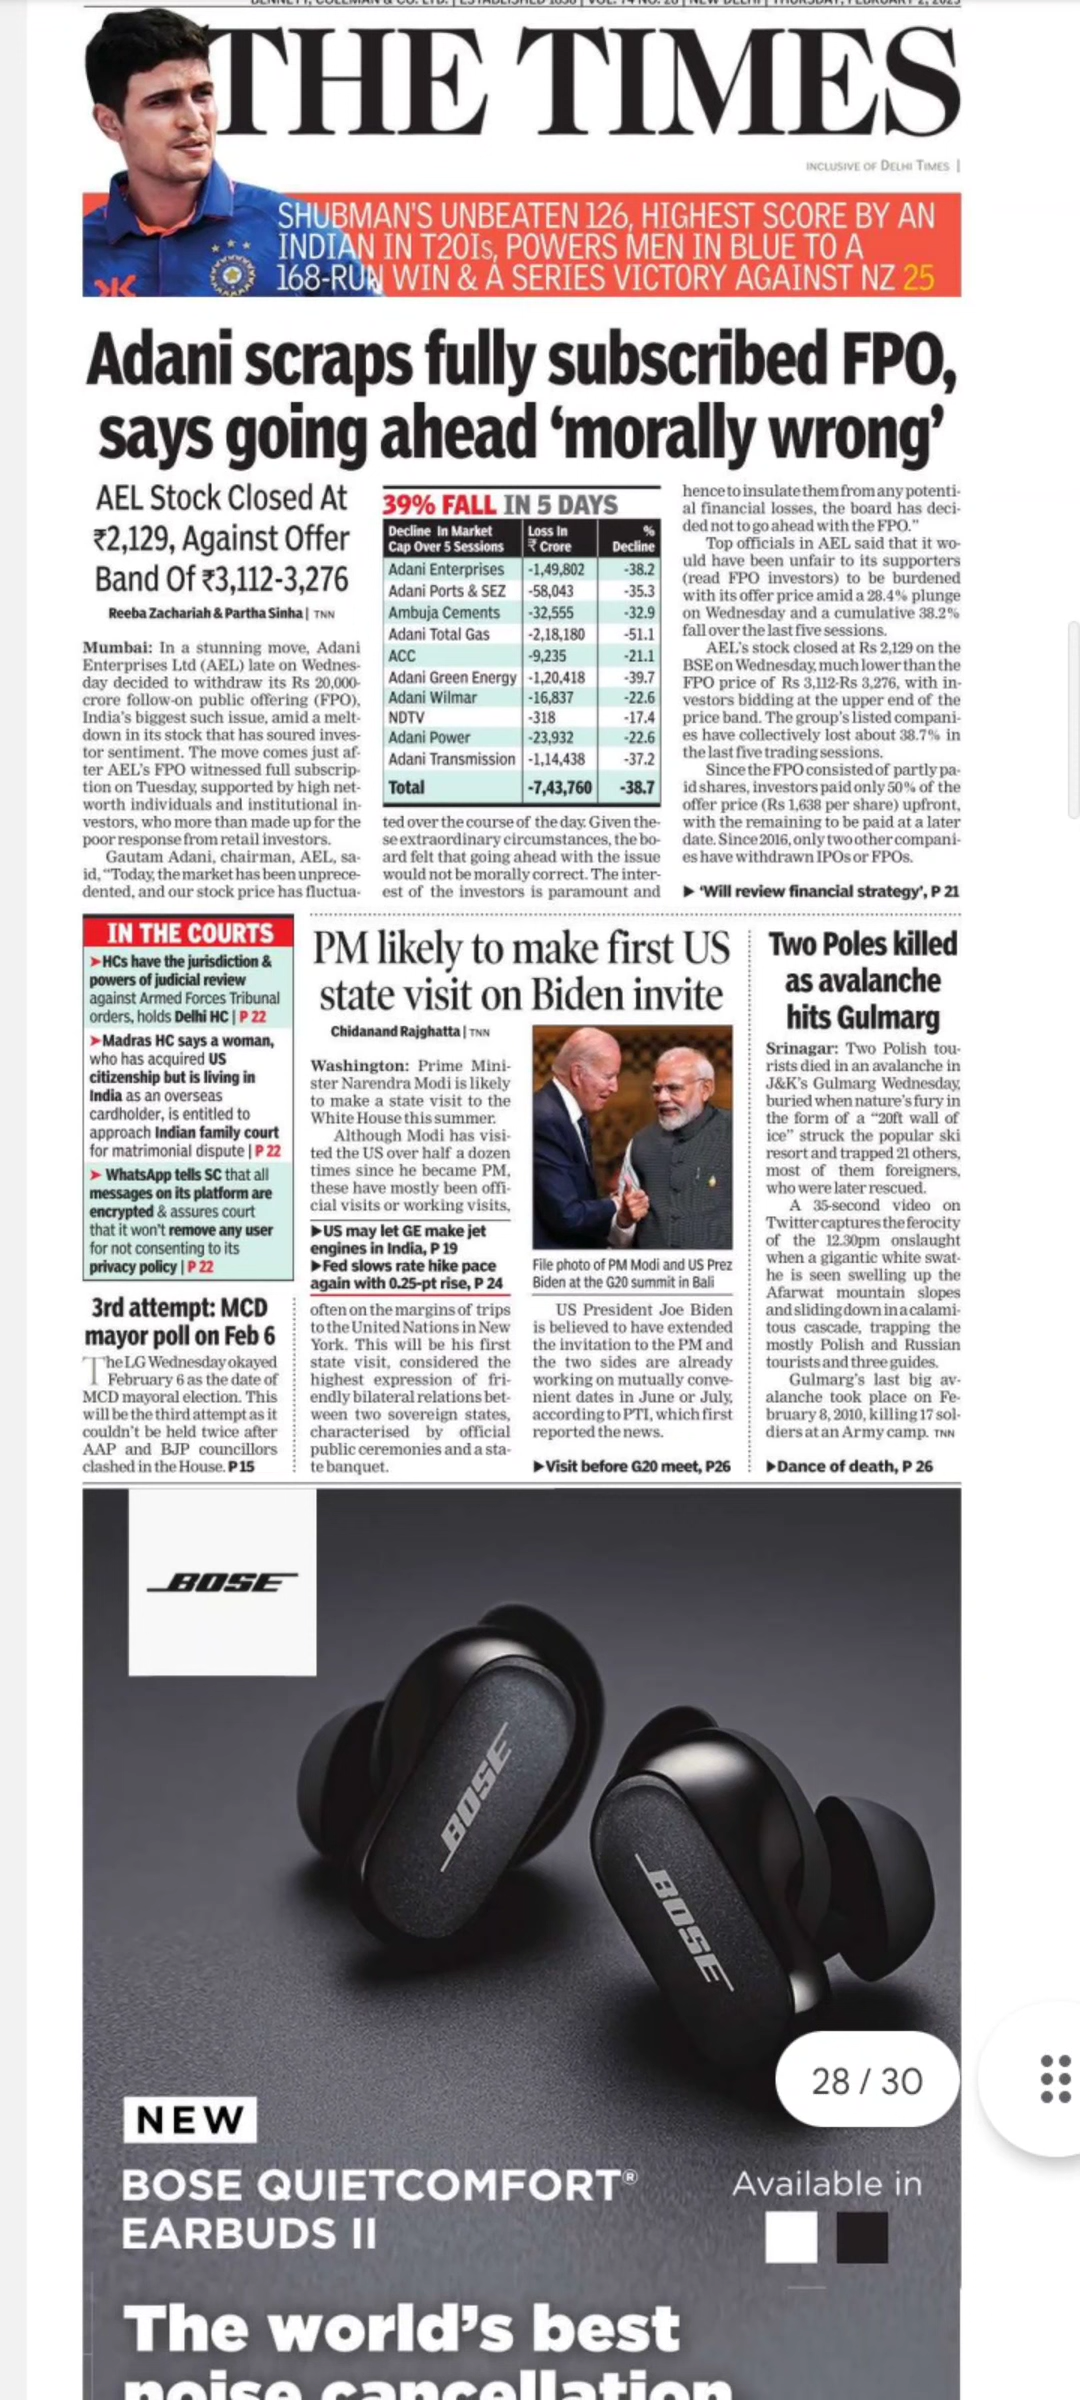 BENNETT, COLEMAN & CO. LTD. | ESTABLISHED 1838 | VOL. 74 NO. 28 | NEW DELHI | THURSDAY, FEBRUARY 2, 2023
THE TIMES
INCLUSIVE OF DELHI TIMES |
SHUBMAN'S UNBEATEN 126, HIGHEST SCORE BY AN
INDIAN IN T20Is, POWERS MEN IN BLUE TO A
168-RUN WIN & A SERIES VICTORY AGAINST NZ 25
Adani scraps fully subscribed FPO,
says going ahead ‘morally wrong’
AEL Stock Closed At
₹2,129, Against Offer
Band Of ₹3,112-3,276
Reeba Zachariah & Partha Sinha | TNN
Mumbai: In a stunning move, Adani
Enterprises Ltd (AEL) late on Wednes-
day decided to withdraw its Rs 20,000-
crore follow-on public offering (FPO),
India's biggest such issue, amid a melt-
down in its stock that has soured inves-
tor sentiment. The move comes just af-
ter AEL's FPO witnessed full subscrip-
tion on Tuesday, supported by high net-
worth individuals and institutional in-
vestors, who more than made up for the
poor response from retail investors.
Gautam Adani, chairman, AEL, sa-
id, “Today, the market has been unprece-
dented, and our stock price has fluctua-
39% FALL IN 5 DAYS
Decline In Market Cap Over 5 Sessions Loss In ₹ Crore % Decline
Adani Enterprises -1,49,802 -38.2
Adani Ports & SEZ -58,043 -35.3
Ambuja Cements -32,555 -32.9
Adani Total Gas -2,18,180 -51.1
ACC -9,235 -21.1
Adani Green Energy -1,20,418 -39.7
Adani Wilmar -16,837 -22.6
NDTV -318 -17.4
Adani Power -23,932 -22.6
Adani Transmission -1,14,438 -37.2
Total -7,43,760 -38.7
ted over the course of the day. Given the-
se extraordinary circumstances, the bo-
ard felt that going ahead with the issue
would not be morally correct. The inter-
est of the investors is paramount and
hence to insulate them from any potenti-
al financial losses, the board has deci-
ded not to go ahead with the FPO.”
Top officials in AEL said that it wo-
uld have been unfair to its supporters
(read FPO investors) to be burdened
with its offer price amid a 28.4% plunge
on Wednesday and a cumulative 38.2%
fall over the last five sessions.
AEL's stock closed at Rs 2,129 on the
BSE on Wednesday, much lower than the
FPO price of Rs 3,112-Rs 3,276, with in-
vestors bidding at the upper end of the
price band. The group's listed compani-
es have collectively lost about 38.7% in
the last five trading sessions.
Since the FPO consisted of partly pa-
id shares, investors paid only 50% of the
offer price (Rs 1,638 per share) upfront,
with the remaining to be paid at a later
date. Since 2016, only two other compani-
es have withdrawn IPOs or FPOs.
▶ ‘Will review financial strategy’, P 21
IN THE COURTS
➤HCs have the jurisdiction &
powers of judicial review
against Armed Forces Tribunal
orders, holds Delhi HC | P 22
➤Madras HC says a woman,
who has acquired US
citizenship but is living in
India as an overseas
cardholder, is entitled to
approach Indian family court
for matrimonial dispute | P 22
➤ WhatsApp tells SC that all
messages on its platform are
encrypted & assures court
that it won't remove any user
for not consenting to its
privacy policy | P 22
3rd attempt: MCD
mayor poll on Feb 6
The LG Wednesday okayed
February 6 as the date of
MCD mayoral election. This
will be the third attempt as it
couldn't be held twice after
AAP and BJP councillors
clashed in the House. P 15
PM likely to make first US
state visit on Biden invite
Chidanand Rajghatta | TNN
Washington: Prime Mini-
ster Narendra Modi is likely
to make a state visit to the
White House this summer.
Although Modi has visi-
ted the US over half a dozen
times since he became PM,
these have mostly been offi-
cial visits or working visits,
▶US may let GE make jet
engines in India, P 19
▶Fed slows rate hike pace
again with 0.25-pt rise, P 24
often on the margins of trips
to the United Nations in New
York. This will be his first
state visit, considered the
highest expression of fri-
endly bilateral relations bet-
ween two sovereign states,
characterised by official
public ceremonies and a sta-
te banquet.
File photo of PM Modi and US Prez
Biden at the G20 summit in Bali
US President Joe Biden
is believed to have extended
the invitation to the PM and
the two sides are already
working on mutually conve-
nient dates in June or July,
according to PTI, which first
reported the news.
▶Visit before G20 meet, P26
Two Poles killed
as avalanche
hits Gulmarg
Srinagar: Two Polish tou-
rists died in an avalanche in
J&K's Gulmarg Wednesday,
buried when nature's fury in
the form of a “20ft wall of
ice” struck the popular ski
resort and trapped 21 others,
most of them foreigners,
who were later rescued.
A 35-second video on
Twitter captures the ferocity
of the 12.30pm onslaught
when a gigantic white swat-
he is seen swelling up the
Afarwat mountain slopes
and sliding down in a calami-
tous cascade, trapping the
mostly Polish and Russian
tourists and three guides.
Gulmarg's last big av-
alanche took place on Fe-
bruary 8, 2010, killing 17 sol-
diers at an Army camp. TNN
▶Dance of death, P 26
BOSE
BOSE
BOSE
28 / 30
NEW
BOSE QUIETCOMFORT®
EARBUDS II
Available in
The world's best
noise cancellation